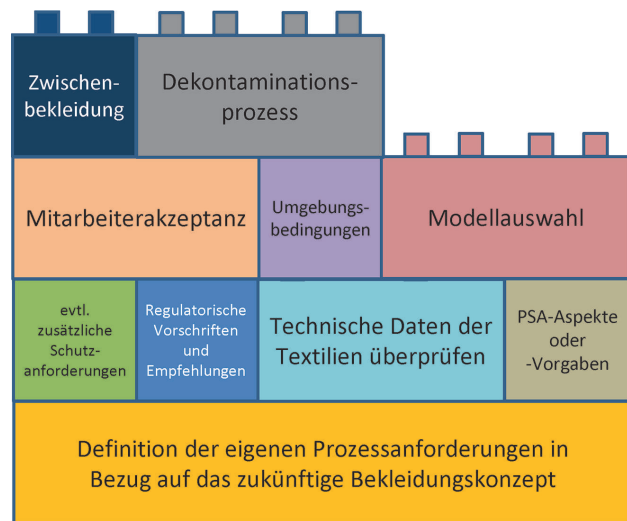 Zwischen-
bekleidung
Dekontaminations-
prozess
Mitarbeiterakzeptanz
Umgebungs-
bedingungen
Modellauswahl
evtl.
zusätzliche
Schutz-
anforderungen
Regulatorische
Vorschriften
und
Empfehlungen
Technische Daten der
Textilien überprüfen
PSA-Aspekte
oder
-Vorgaben
Definition der eigenen Prozessanforderungen in
Bezug auf das zukünftige Bekleidungskonzept